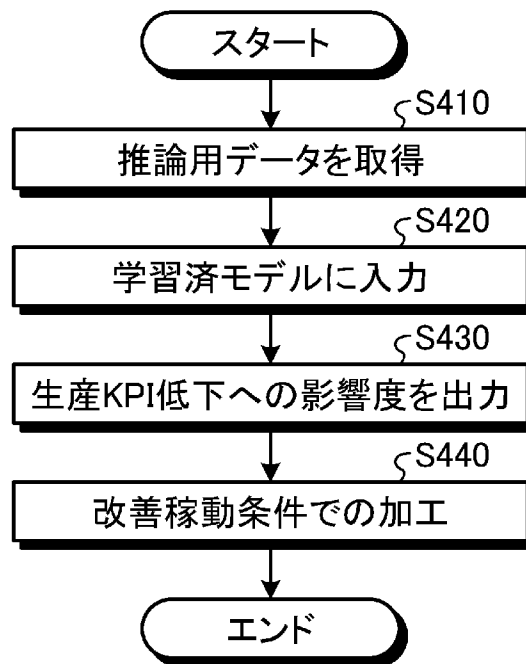 スタート
S410
推論用データを取得
S420
学習済モデルに入力
S430
生産KPI低下への影響度を出力
S440
改善稼動条件での加工
エンド